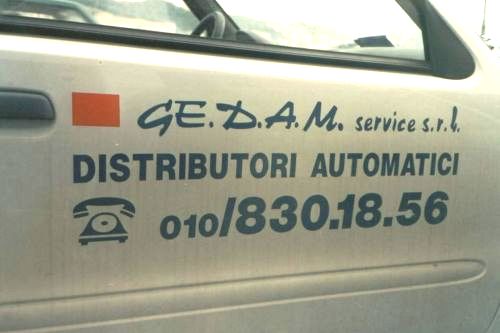 GE.D.A.M. service s.r.l.
DISTRIBUTORI AUTOMATICI
010/830.18.56